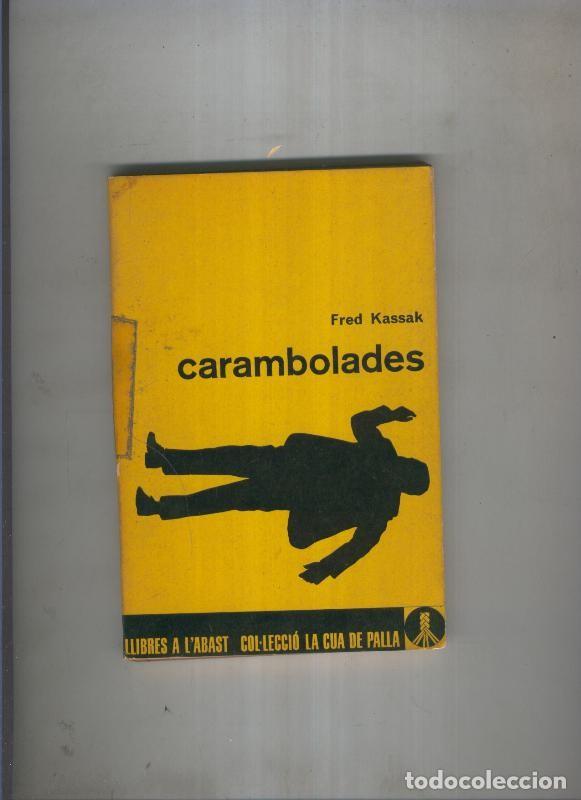 Fred Kassak
carambolades
LLIBRES A L'ABAST COL·LECCIÓ LA CUA DE PALLA
todocoleccion